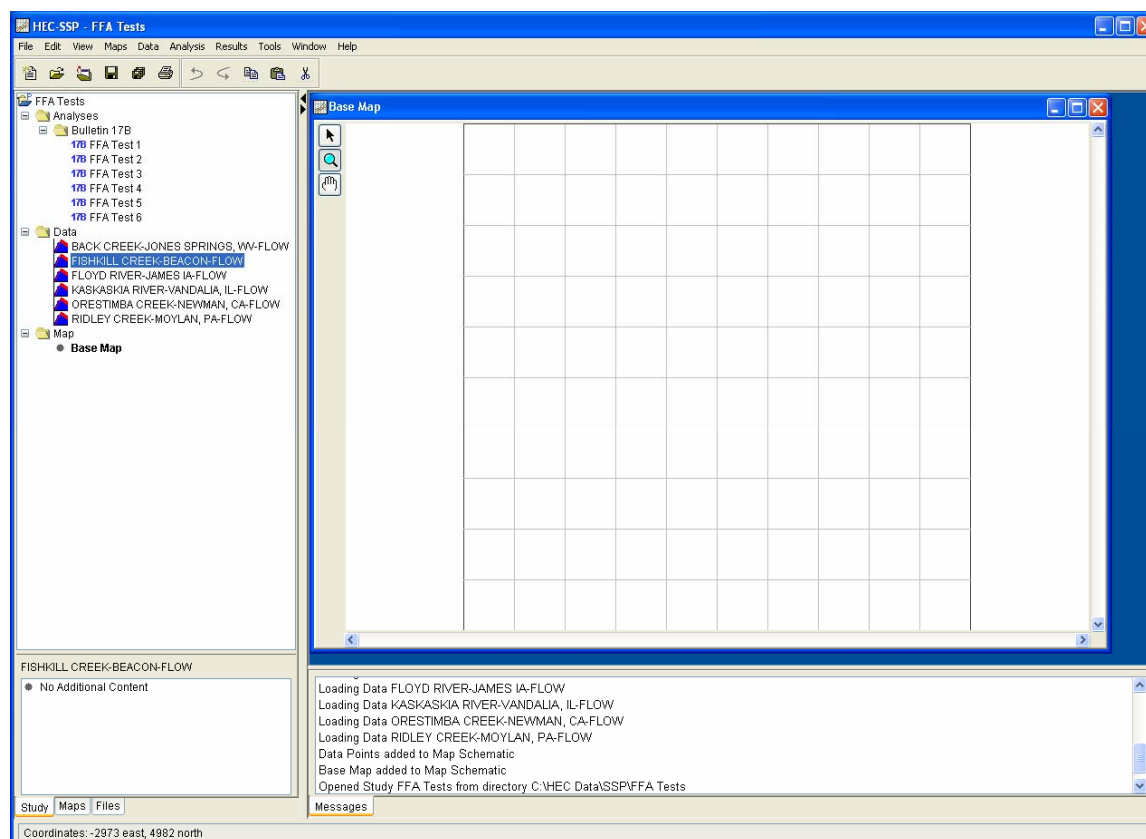 HEC-SSP - FFA Tests
File Edit View Maps Data Analysis Results Tools Window Help
FFA Tests
Analyses
Bulletin 17B
17B FFA Test 1
17B FFA Test 2
17B FFA Test 3
17B FFA Test 4
17B FFA Test 5
17B FFA Test 6
Data
BACK CREEK-JONES SPRINGS, WV-FLOW
FISHKILL CREEK-BEACON-FLOW
FLOYD RIVER-JAMES IA-FLOW
KASKASKIA RIVER-VANDALIA, IL-FLOW
ORESTIMBA CREEK-NEWMAN, CA-FLOW
RIDLEY CREEK-MOYLAN, PA-FLOW
Map
Base Map
Base Map
FISHKILL CREEK-BEACON-FLOW
No Additional Content
Study Maps Files
Loading Data FLOYD RIVER-JAMES IA-FLOW
Loading Data KASKASKIA RIVER-VANDALIA, IL-FLOW
Loading Data ORESTIMBA CREEK-NEWMAN, CA-FLOW
Loading Data RIDLEY CREEK-MOYLAN, PA-FLOW
Data Points added to Map Schematic
Base Map added to Map Schematic
Opened Study FFA Tests from directory C:\HEC Data\SSP\FFA Tests
Messages
Coordinates: -2973 east, 4982 north